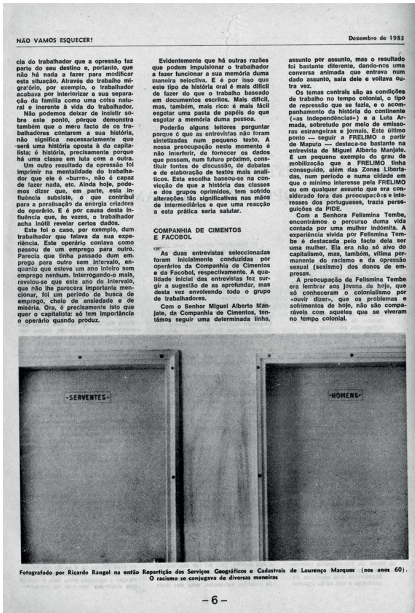 NÃO VAMOS ESQUECER!
Dezembro de 1983
cia do trabalhador que a opressão faz
parte do seu destino e, portanto, que
não há nada a fazer para modificar
esta situação. Através do trabalho mi-
gratório, por exemplo, o trabalhador
acabava por interiorizar a sua separa-
ção da família como uma coisa natu-
ral e inerente à vida do trabalhador.
Não podemos deixar de insistir so-
bre este ponto, porque demonstra
também que o mero facto de os tra-
balhadores contarem a sua história,
não significa necessariamente que
será uma história oposta à do capita-
lista; é história, precisamente, porque
há uma classe em luta com a outra.
Um outro resultado da opressão foi
imprimir na mentalidade do trabalha-
dor que ele é «burro», não é capaz
de fazer nada, etc. Ainda hoje, pode-
mos dizer que, em parte, esta in-
fluência subsiste, o que contribui
para a paralisação da energia criadora
do operário. E é por causa desta in-
fluência que, às vezes, o trabalhador
acha inútil revelar certos dados.
Este foi o caso, por exemplo, dum
trabalhador que falava da sua expe-
riência. Este operário contava como
passou de um emprego para outro.
Parecia que tinha passado dum em-
prego para outro sem intervalo, en-
quanto que esteve um ano inteiro sem
emprego nenhum. Interrogando-o mais,
revelou-se que este ano de intervalo,
que não lhe parecera importante men-
cionar, foi um período de busca de
emprego, cheio de ansiedade e de
miséria. Ora, é precisamente isto que
quer o capitalista: só tem importância
o operário quando produz.
Evidentemente que há outras razões
que podem impulsionar o trabalhador
a fazer funcionar a sua memória duma
maneira selectiva. E é por isso que
este tipo de história oral é mais difícil
de fazer do que o trabalho baseado
em documentos escritos. Mais difícil,
mas, também, mais rico: é mais fácil
esgotar uma pasta de papéis do que
esgotar a memória duma pessoa.
Poderão alguns leitores perguntar
porque é que as entrevistas não foram
sintetizadas num pequeno texto. A
nossa preocupação neste momento é
não interferir, de fornecer os dados
que possam, num futuro próximo, cons-
tituir fontes de discussão, de debates
e de elaboração de textos mais analí-
ticos. Esta escolha baseou-se na con-
vicção de que a história das classes
e dos grupos oprimidos, tem sofrido
alterações tão significativas nas mãos
de intermediários e que uma reacção
a esta prática seria salutar.
COMPANHIA DE CIMENTOS
E FACOBOL
As duas entrevistas seleccionadas
foram inicialmente conduzidas por
operários da Companhia de Cimentos
e da Facobol, respectivamente. A qua-
lidade inicial das entrevistas fez sur-
gir a sugestão de as aprofundar, mas
desta vez envolvendo todo o grupo
de trabalhadores.
Com o Senhor Miguel Alberto Man-
jate, da Companhia de Cimentos, ten-
támos seguir uma determinada linha,
assunto por assunto, mas o resultado
foi bastante diferente, dando-nos uma
conversa animada que entrava num
dado assunto, saía dele e voltava ou-
tra vez.
Os temas centrais são as condições
de trabalho no tempo colonial, o tipo
de repressão que se fazia, e o acom-
panhamento da história do continente
(«as independências») e a Luta Ar-
mada, sobretudo por meio de emisso-
ras estrangeiras e jornais. Este último
ponto — seguir a FRELIMO a partir
de Maputo — destaca-se bastante na
entrevista de Miguel Alberto Manjate.
É um pequeno exemplo do grau de
mobilização que a FRELIMO tinha
conseguido, além das Zonas Liberta-
das, num período e numa cidade em
que o mínimo interesse pela FRELIMO
ou em qualquer assunto que era con-
siderado fora das preocupações e inte-
resses dos portugueses, trazia perse-
guições da PIDE.
Com a Senhora Felismina Tembe,
encontrámos o percurso duma vida
contada por uma mulher indómita. A
experiência vivida por Felismina Tem-
be é destacada pelo facto dela ser
uma mulher. Ela era não só alvo do
capitalismo, mas, também, vítima per-
manente do racismo e da opressão
sexual (sexismo) dos donos de em-
presas.
A preocupação de Felismina Tembe
era lembrar aos jovens de hoje, que
só conheceram o colonialismo por
«ouvir dizer», que os problemas e
sofrimentos de hoje, não são compa-
ráveis com aqueles que se viveram
no tempo colonial.
-SERVENTES-
-HOMENS-
Fotografado por Ricardo Rangel na então Repartição dos Serviços Geográficos e Cadastrais de Lourenço Marques (nos anos 60).
O racismo se conjugava de diversas maneiras
— 6 —